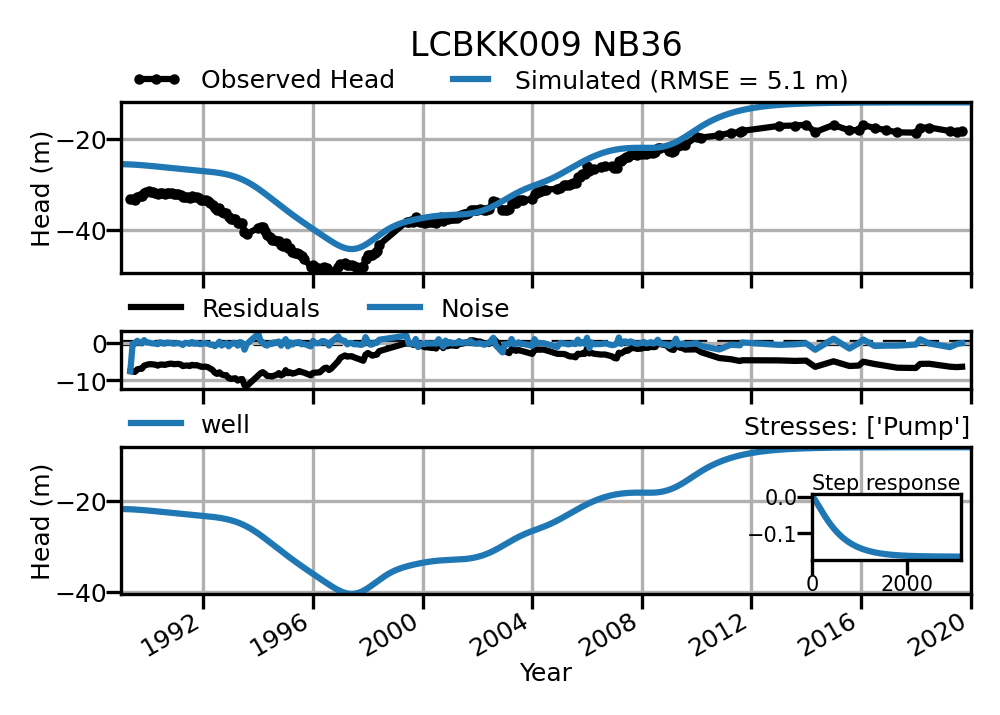 LCBKK009 NB36
Observed Head Simulated (RMSE = 5.1 m)
Head (m)
−20
−40
Residuals Noise
0
−10
well Stresses: ['Pump']
Head (m)
−20
−40
Step response
0.0
−0.1
0 2000
1992 1996 2000 2004 2008 2012 2016 2020
Year